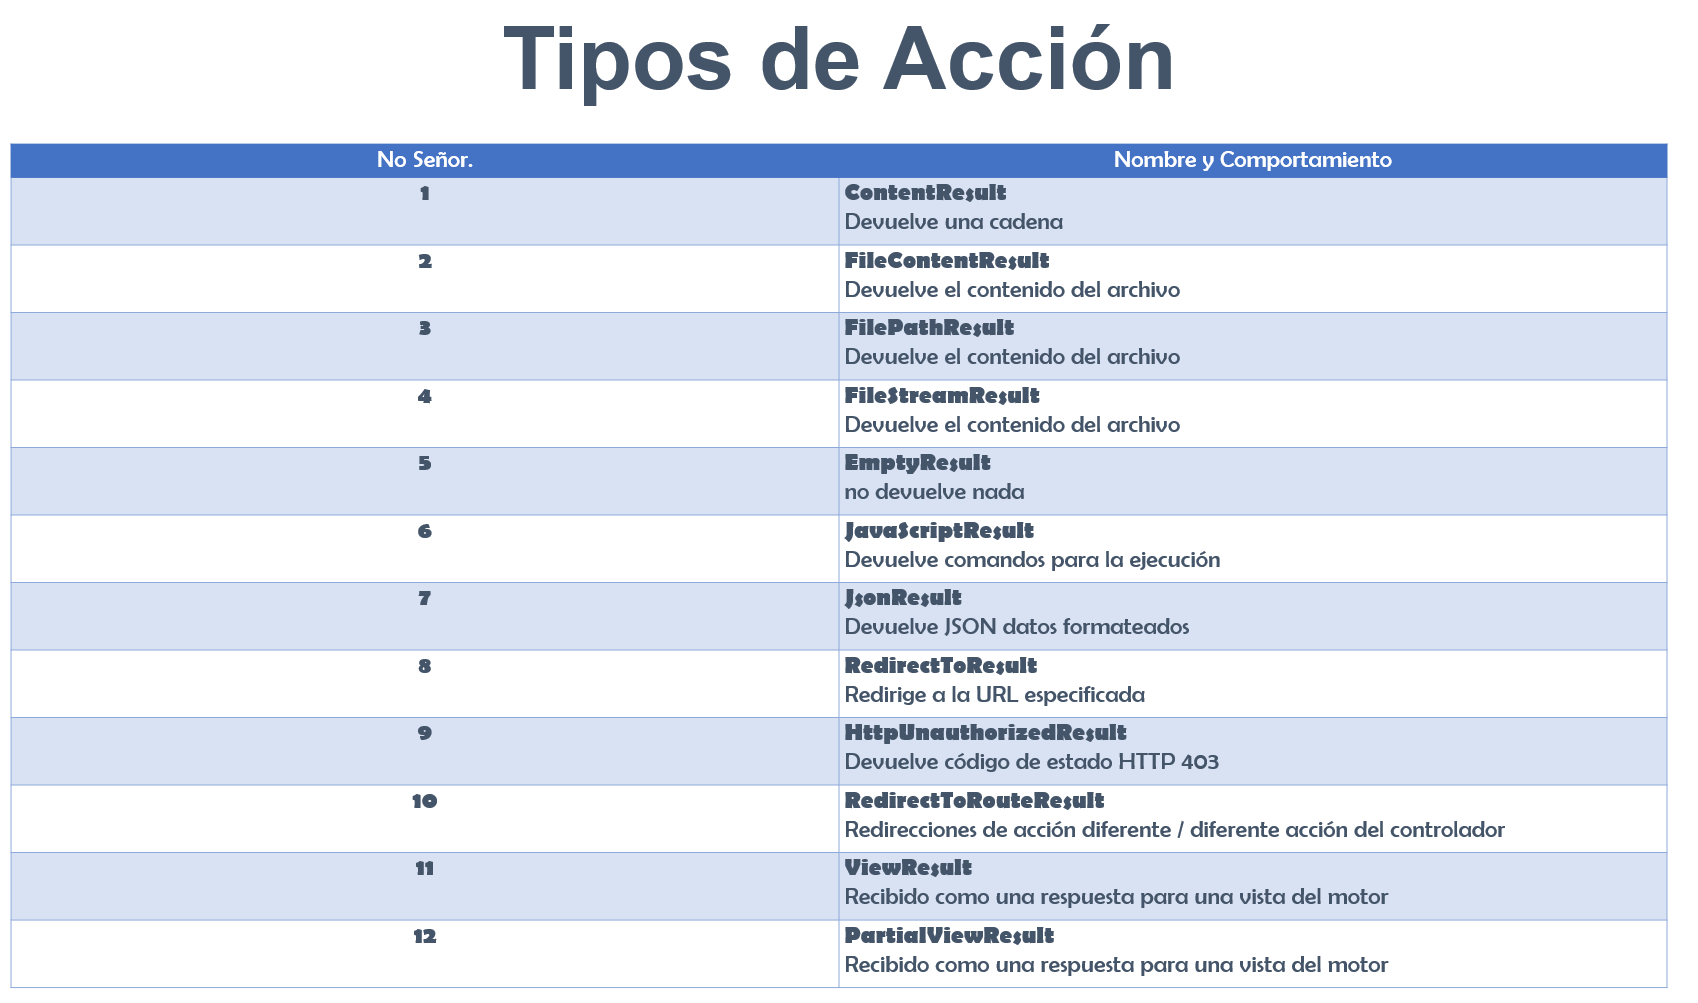 Tipos de Acción
No Señor.
Nombre y Comportamiento
1
ContentResult
Devuelve una cadena
2
FileContentResult
Devuelve el contenido del archivo
3
FilePathResult
Devuelve el contenido del archivo
4
FileStreamResult
Devuelve el contenido del archivo
5
EmptyResult
no devuelve nada
6
JavaScriptResult
Devuelve comandos para la ejecución
7
JsonResult
Devuelve JSON datos formateados
8
RedirectToResult
Redirige a la URL especificada
9
HttpUnauthorizedResult
Devuelve código de estado HTTP 403
10
RedirectToRouteResult
Redirecciones de acción diferente / diferente acción del controlador
11
ViewResult
Recibido como una respuesta para una vista del motor
12
PartialViewResult
Recibido como una respuesta para una vista del motor